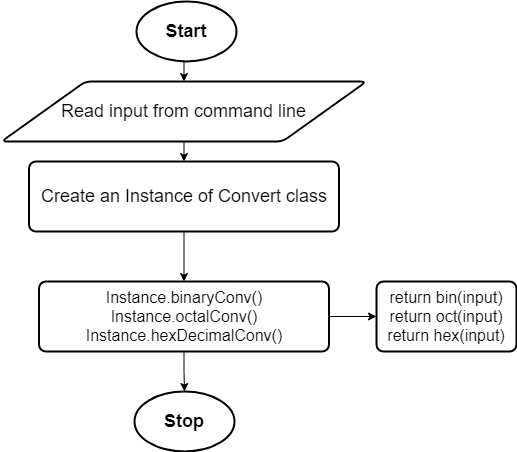 Start
Read input from command line
Create an Instance of Convert class
Instance.binaryConv()
Instance.octalConv()
Instance.hexDecimalConv()
return bin(input)
return oct(input)
return hex(input)
Stop